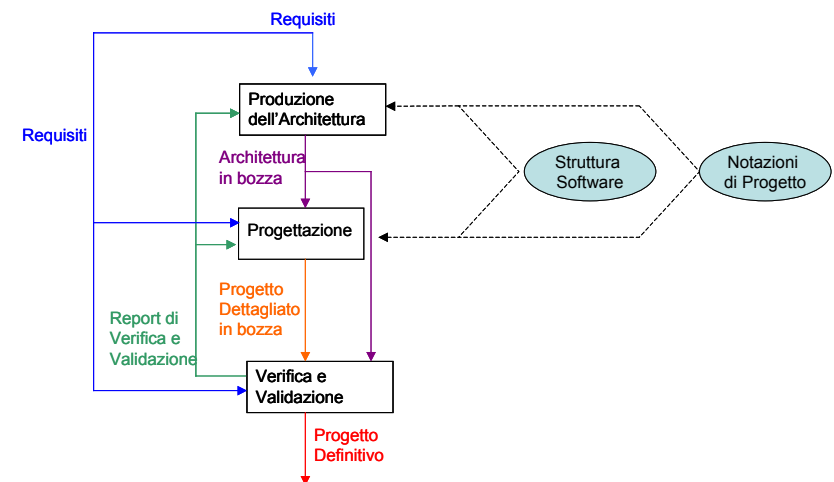 Requisiti
Produzione
dell'Architettura
Requisiti
Architettura
in bozza
Struttura
Software
Notazioni
di Progetto
Progettazione
Progetto
Dettagliato
in bozza
Report di
Verifica e
Validazione
Verifica e
Validazione
Progetto
Definitivo